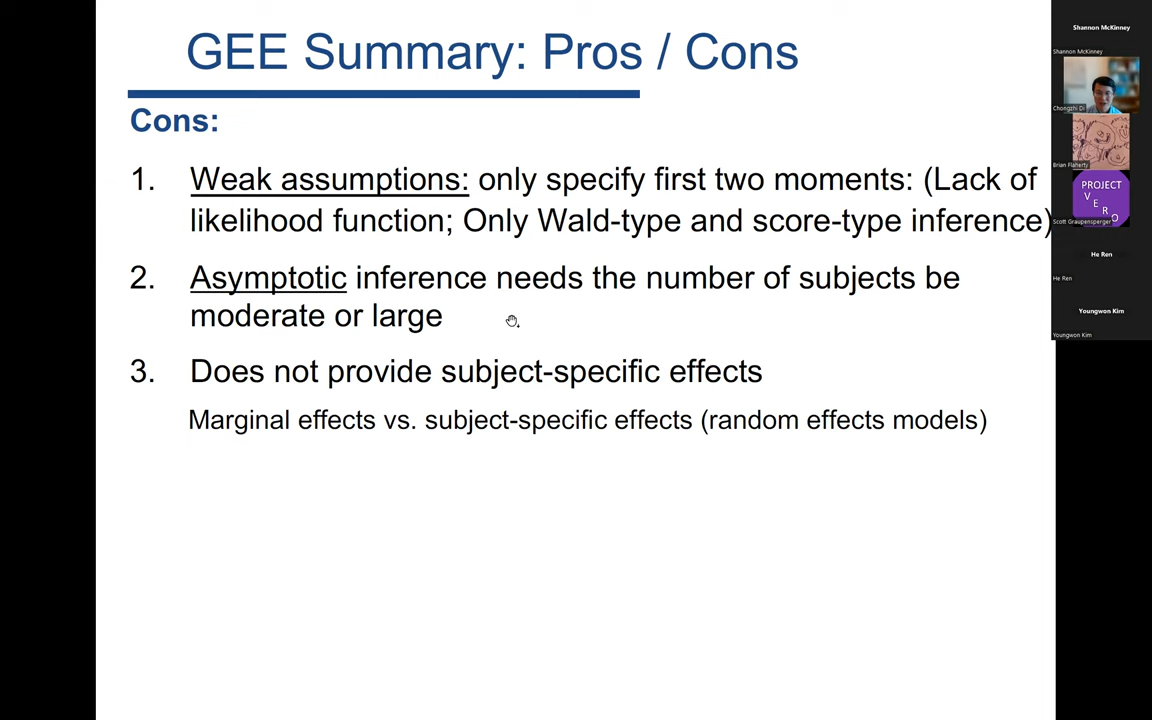 GEE Summary: Pros / Cons
Cons:
1. Weak assumptions: only specify first two moments: (Lack of
likelihood function; Only Wald-type and score-type inference)
2. Asymptotic inference needs the number of subjects be
moderate or large
3. Does not provide subject-specific effects
Marginal effects vs. subject-specific effects (random effects models)
Shannon McKinney
Shannon McKinney
Chongzhi Di
Brian Flaherty
PROJECT
V
E
R
O
Scott Graupensperger
He Ren
He Ren
Youngwon Kim
Youngwon Kim